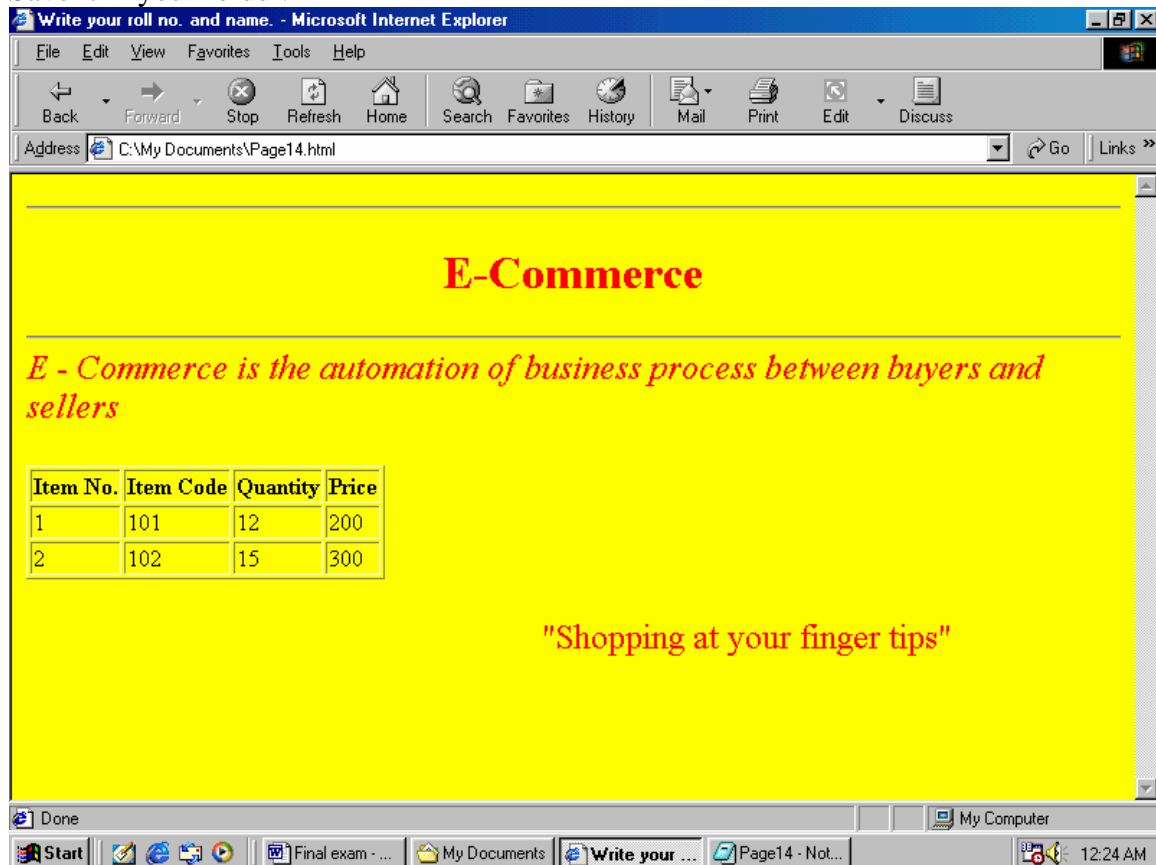 Write your roll no. and name. - Microsoft Internet Explorer
File Edit View Favorites Tools Help
Back Forward Stop Refresh Home Search Favorites History Mail Print Edit Discuss
Address C:\My Documents\Page14.html Go Links »
E-Commerce
E - Commerce is the automation of business process between buyers and
sellers
Item No. Item Code Quantity Price
1 101 12 200
2 102 15 300
"Shopping at your finger tips"
Done My Computer
Start Final exam - ... My Documents Write your ... Page14 - Not... 12:24 AM